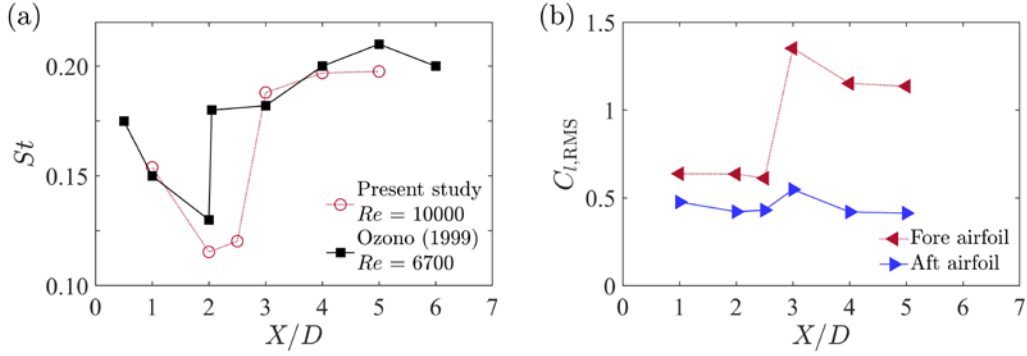 (a)
St
0.20
0.15
0.10
0 1 2 3 4 5 6 7
X/D
Present study
Re = 10000
Ozono (1999)
Re = 6700
(b)
C_{l,RMS}
1.5
1
0.5
0
0 1 2 3 4 5 6 7
X/D
Fore airfoil
Aft airfoil